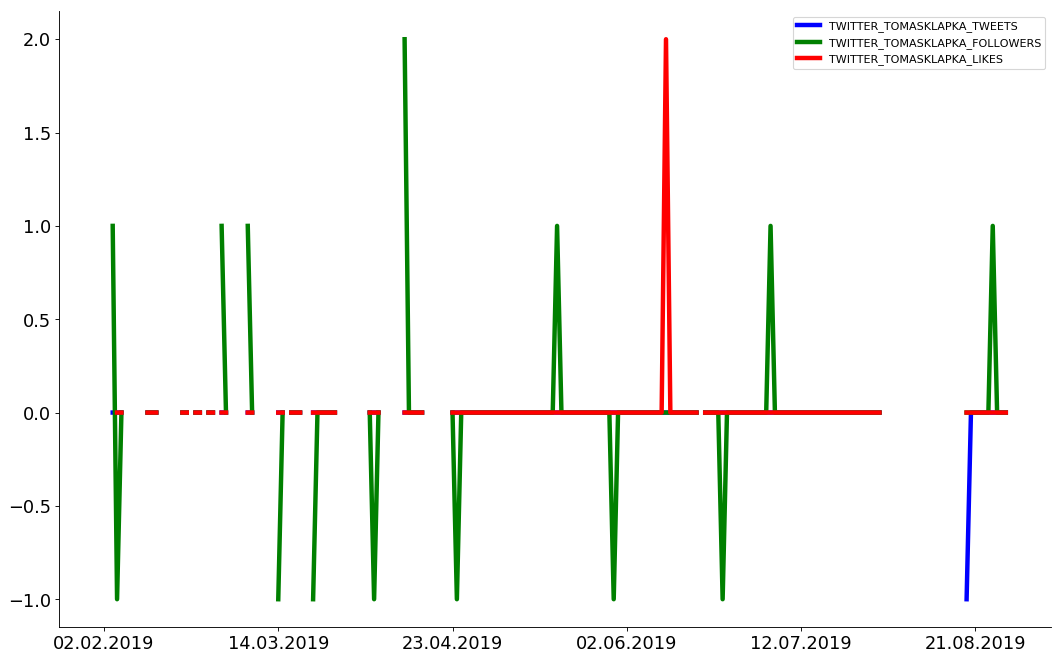 TWITTER_TOMASKLAPKA_TWEETS
TWITTER_TOMASKLAPKA_FOLLOWERS
TWITTER_TOMASKLAPKA_LIKES
2.0
1.5
1.0
0.5
0.0
−0.5
−1.0
02.02.2019 14.03.2019 23.04.2019 02.06.2019 12.07.2019 21.08.2019